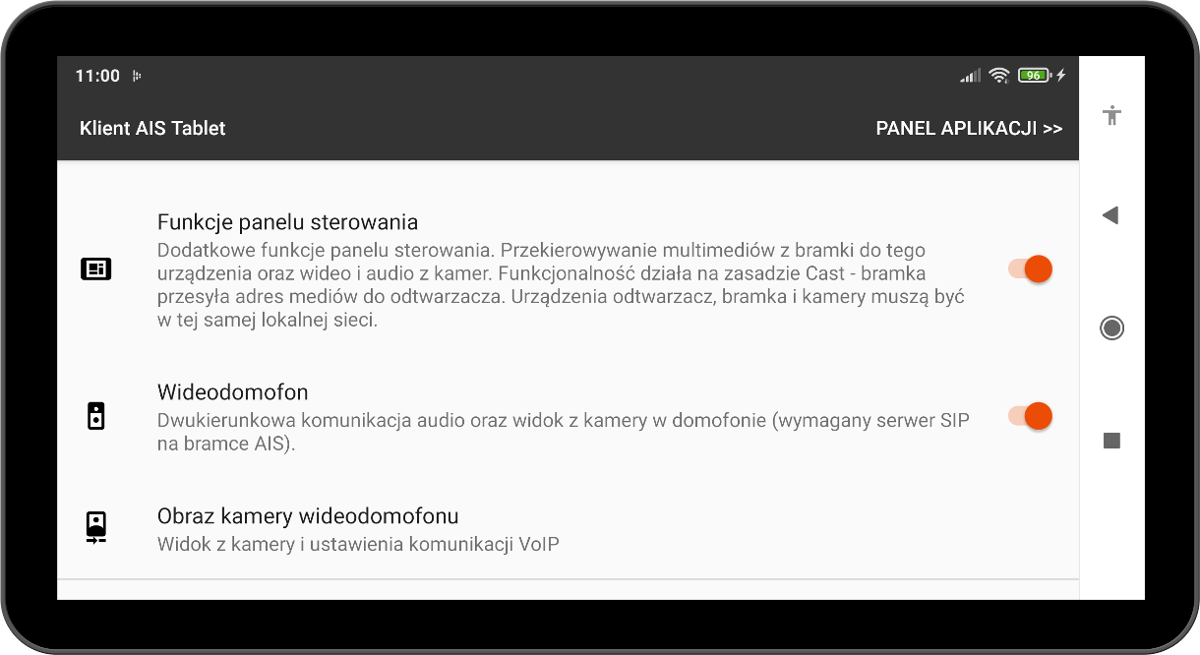 11:00
96
Klient AIS Tablet
PANEL APLIKACJI >>
Funkcje panelu sterowania
Dodatkowe funkcje panelu sterowania. Przekierowywanie multimediów z bramki do tego
urządzenia oraz wideo i audio z kamer. Funkcjonalność działa na zasadzie Cast - bramka
przesyła adres mediów do odtwarzacza. Urządzenia odtwarzacz, bramka i kamery muszą być
w tej samej lokalnej sieci.
Wideodomofon
Dwukierunkowa komunikacja audio oraz widok z kamery w domofonie (wymagany serwer SIP
na bramce AIS).
Obraz kamery wideodomofonu
Widok z kamery i ustawienia komunikacji VoIP